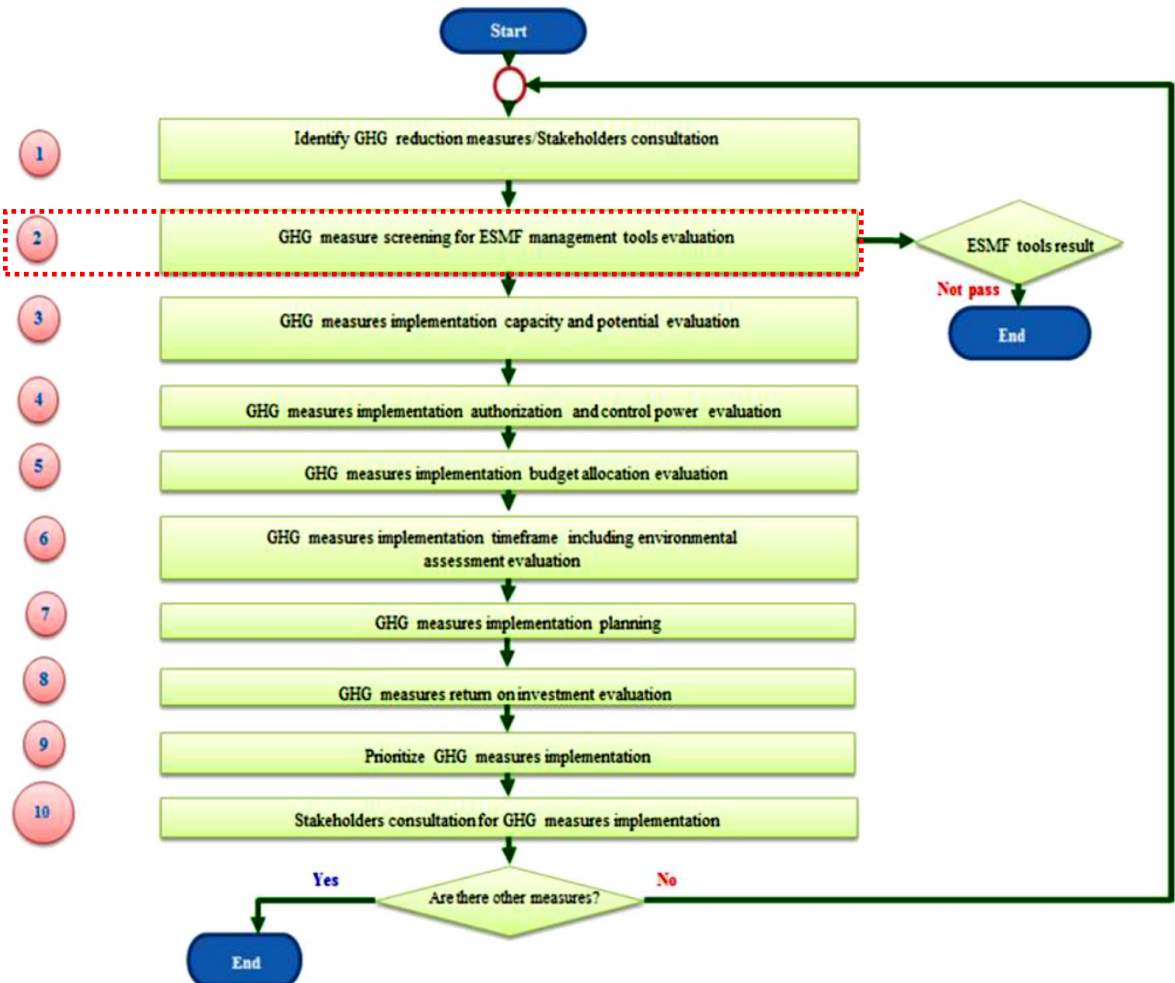 Start
1
Identify GHG reduction measures/Stakeholders consultation
2
GHG measure screening for ESMF management tools evaluation
ESMF tools result
Not pass
End
3
GHG measures implementation capacity and potential evaluation
4
GHG measures implementation authorization and control power evaluation
5
GHG measures implementation budget allocation evaluation
6
GHG measures implementation timeframe including environmental
assessment evaluation
7
GHG measures implementation planning
8
GHG measures return on investment evaluation
9
Prioritize GHG measures implementation
10
Stakeholders consultation for GHG measures implementation
Yes
Are there other measures?
No
End